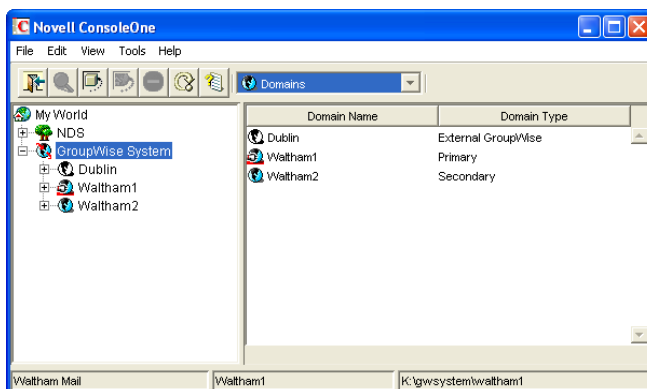 Novell ConsoleOne
File Edit View Tools Help
Domains
My World
NDS
GroupWise System
Dublin
Waltham1
Waltham2
Domain Name Domain Type
Dublin External GroupWise
Waltham1 Primary
Waltham2 Secondary
Waltham Mail Waltham1 K:\gwsystem\waltham1